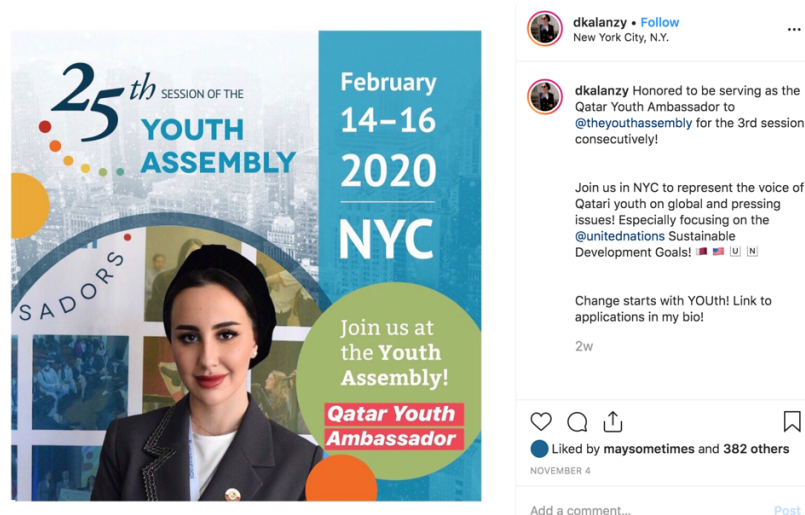 25th SESSION OF THE
YOUTH
ASSEMBLY
February
14–16
2020
NYC
SADORS
Join us at
the Youth
Assembly!
Qatar Youth
Ambassador
dkalanzy • Follow
New York City, N.Y.
dkalanzy Honored to be serving as the
Qatar Youth Ambassador to
@theyouthassembly for the 3rd session
consecutively!
Join us in NYC to represent the voice of
Qatari youth on global and pressing
issues! Especially focusing on the
@unitednations Sustainable
Development Goals! 🇶🇦 🇺🇸 🇺 🇳
Change starts with YOUth! Link to
applications in my bio!
2w
Liked by maysometimes and 382 others
NOVEMBER 4
Add a comment...
Post